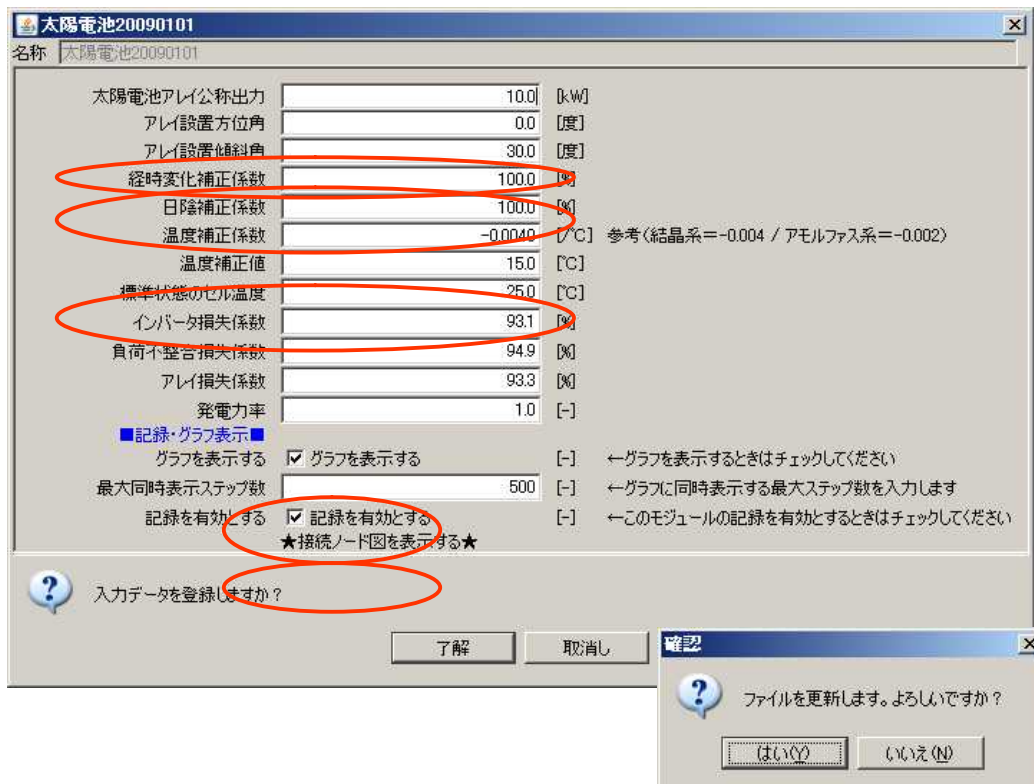 太陽電池20090101
名称 太陽電池20090101
太陽電池アレイ公称出力 10.0 [kW]
アレイ設置方位角 0.0 [度]
アレイ設置傾斜角 30.0 [度]
経時変化補正係数 100.0 [%]
日陰補正係数 100.0 [%]
温度補正係数 -0.0040 [/℃] 参考(結晶系=-0.004 / アモルファス系=-0.002)
温度補正値 15.0 [℃]
標準状態のセル温度 25.0 [℃]
インバータ損失係数 93.1 [%]
負荷不整合損失係数 94.9 [%]
アレイ損失係数 93.3 [%]
発電力率 1.0 [-]
■記録・グラフ表示■
グラフを表示する グラフを表示する [-] ←グラフを表示するときはチェックしてください
最大同時表示ステップ数 500 [-] ←グラフに同時表示する最大ステップ数を入力します
記録を有効とする 記録を有効とする [-] ←このモジュールの記録を有効とするときはチェックしてください
★接続ノード図を表示する★
入力データを登録しますか?
了解 取消し
確認
ファイルを更新します。よろしいですか?
はい(Y) いいえ(N)